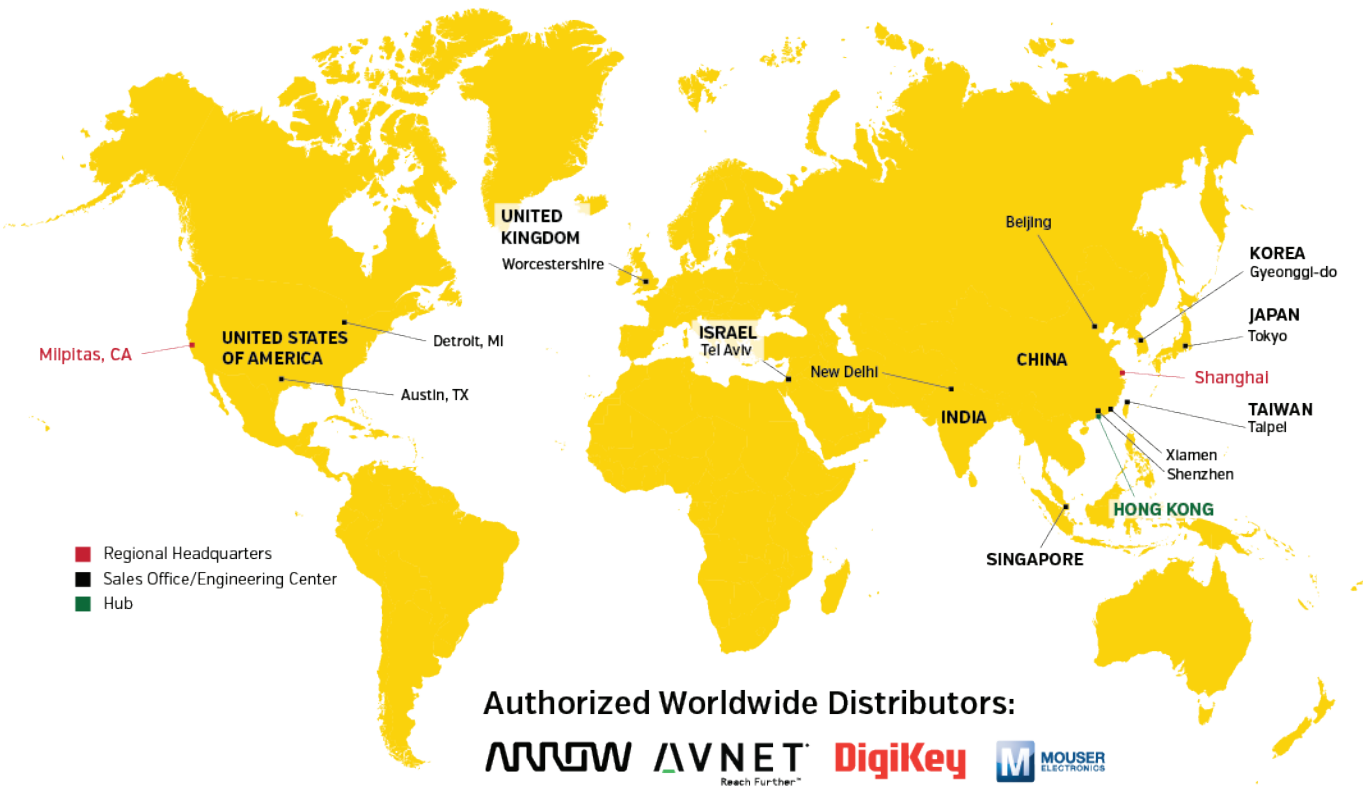 UNITED
KINGDOM
Worcestershire
Beijing
KOREA
Gyeonggi-do
JAPAN
Tokyo
ISRAEL
Tel Aviv
UNITED STATES
OF AMERICA
Detroit, MI
Milpitas, CA
Austin, TX
New Delhi
CHINA
INDIA
Shanghai
TAIWAN
Taipei
Xiamen
Shenzhen
HONG KONG
SINGAPORE
Regional Headquarters
Sales Office/Engineering Center
Hub
Authorized Worldwide Distributors:
ARROW
AVNET
Reach Further™
DigiKey
M MOUSER
ELECTRONICS